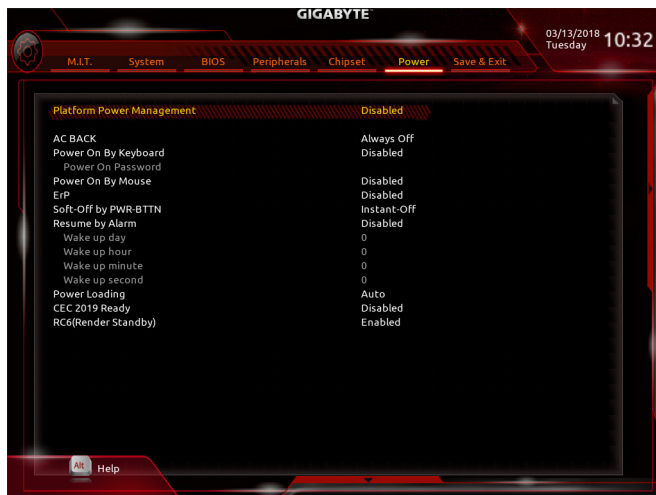 GIGABYTE™
03/13/2018 10:32
Tuesday
M.I.T. System BIOS Peripherals Chipset Power Save & Exit
Platform Power Management Disabled
AC BACK Always Off
Power On By Keyboard Disabled
Power On Password
Power On By Mouse Disabled
ErP Disabled
Soft-Off by PWR-BTTN Instant-Off
Resume by Alarm Disabled
Wake up day 0
Wake up hour 0
Wake up minute 0
Wake up second 0
Power Loading Auto
CEC 2019 Ready Disabled
RC6(Render Standby) Enabled
Alt Help